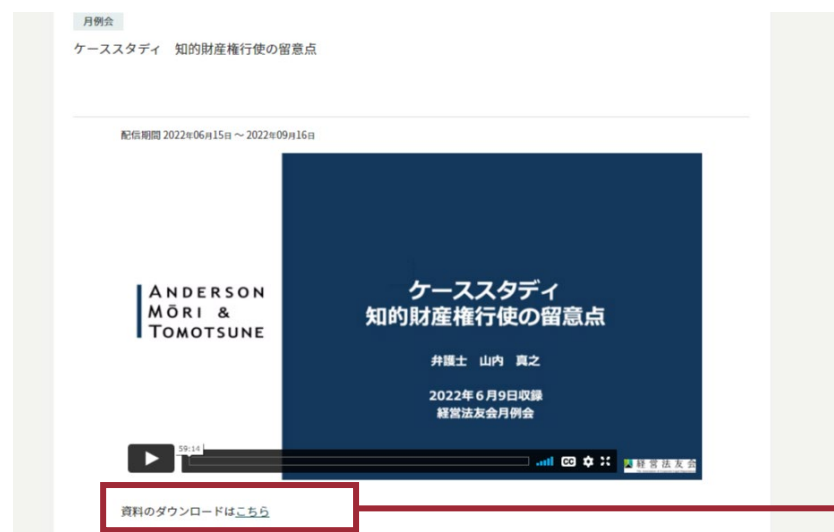 月例会
ケーススタディ　知的財産権行使の留意点
配信期間 2022年06月15日 ～ 2022年09月16日
ANDERSON
MŌRI &
TOMOTSUNE
ケーススタディ
知的財産権行使の留意点
弁護士　山内　真之
2022年6月9日収録
経営法友会月例会
59:14
CC
経営法友会
資料のダウンロードはこちら